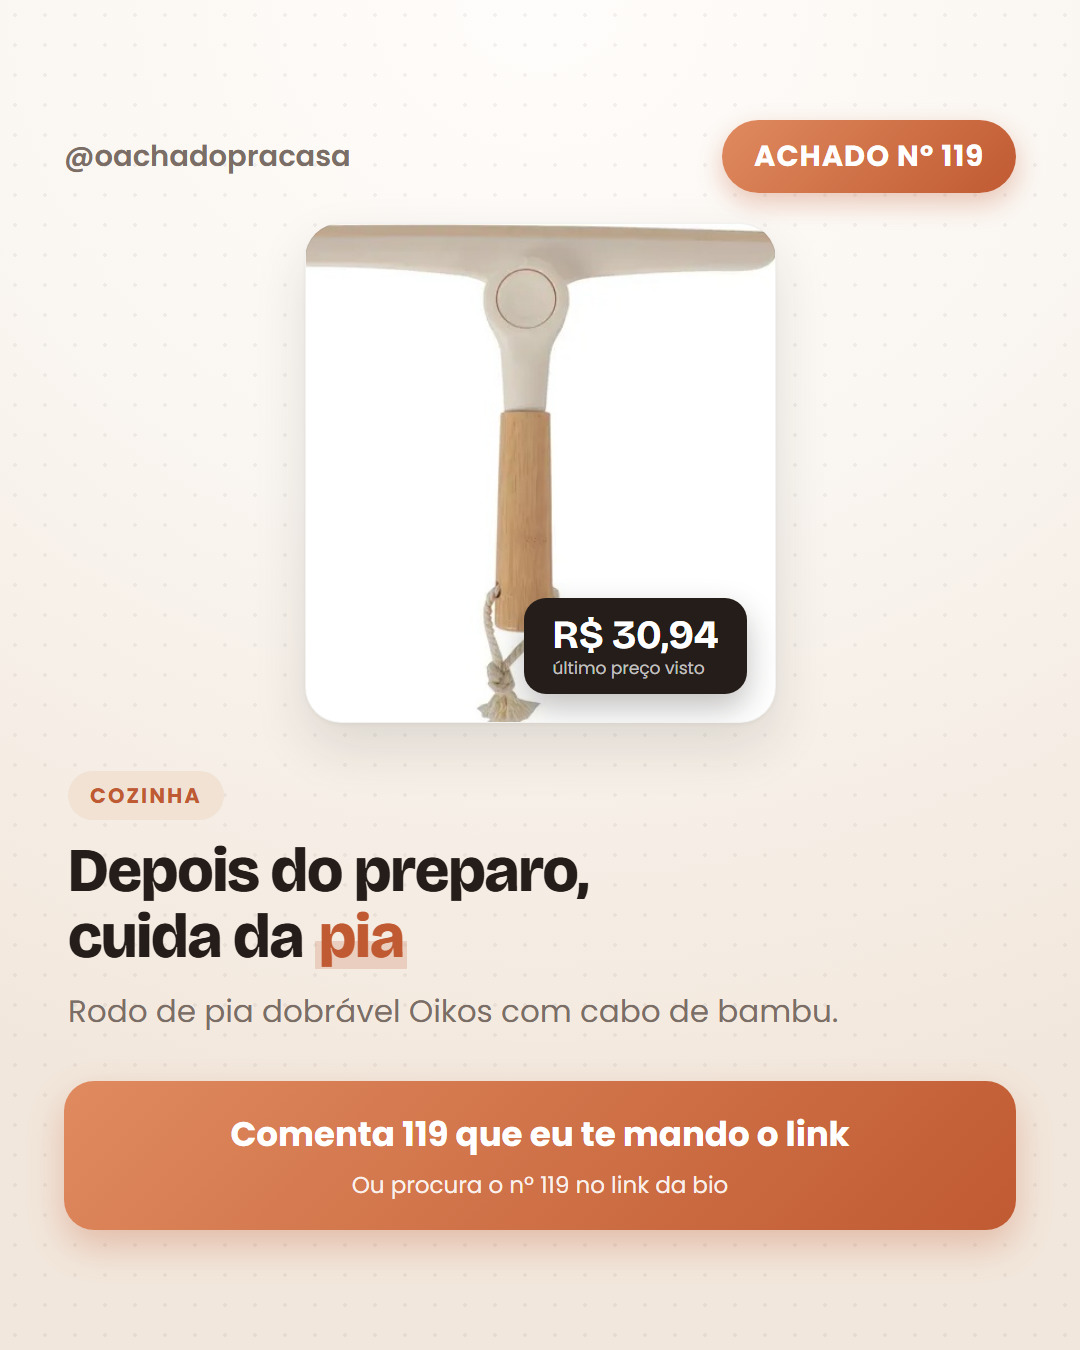 @oachadopracasa
ACHADO Nº 119
R$ 30,94
último preço visto
COZINHA
Depois do preparo,
cuida da pia
Rodo de pia dobrável Oikos com cabo de bambu.
Comenta 119 que eu te mando o link
Ou procura o nº 119 no link da bio